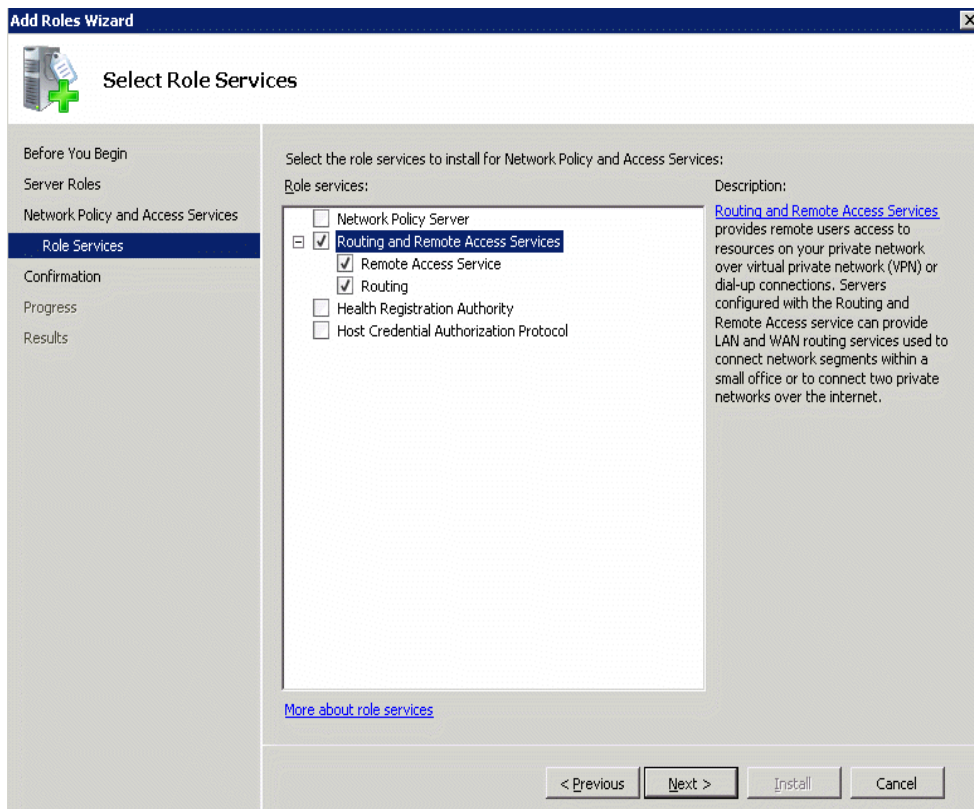 Add Roles Wizard
Select Role Services
Before You Begin
Server Roles
Network Policy and Access Services
Role Services
Confirmation
Progress
Results
Select the role services to install for Network Policy and Access Services:
Role services:
Network Policy Server
Routing and Remote Access Services
Remote Access Service
Routing
Health Registration Authority
Host Credential Authorization Protocol
More about role services
Description:
Routing and Remote Access Services
provides remote users access to
resources on your private network
over virtual private network (VPN) or
dial-up connections. Servers
configured with the Routing and
Remote Access service can provide
LAN and WAN routing services used to
connect network segments within a
small office or to connect two private
networks over the internet.
< Previous
Next >
Install
Cancel